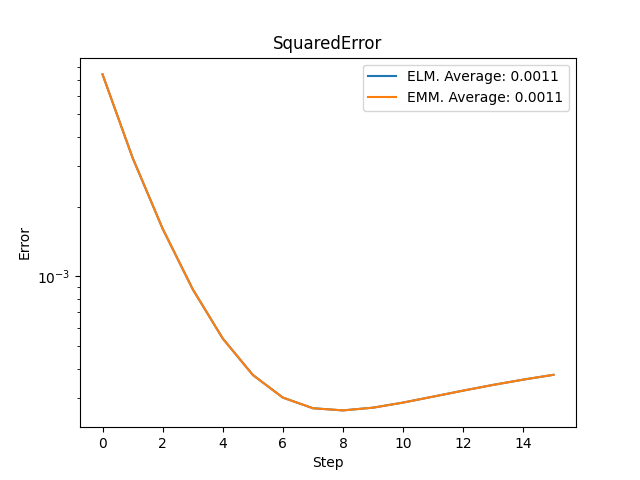 SquaredError
ELM. Average: 0.0011
EMM. Average: 0.0011
Error
10⁻³
0 2 4 6 8 10 12 14
Step